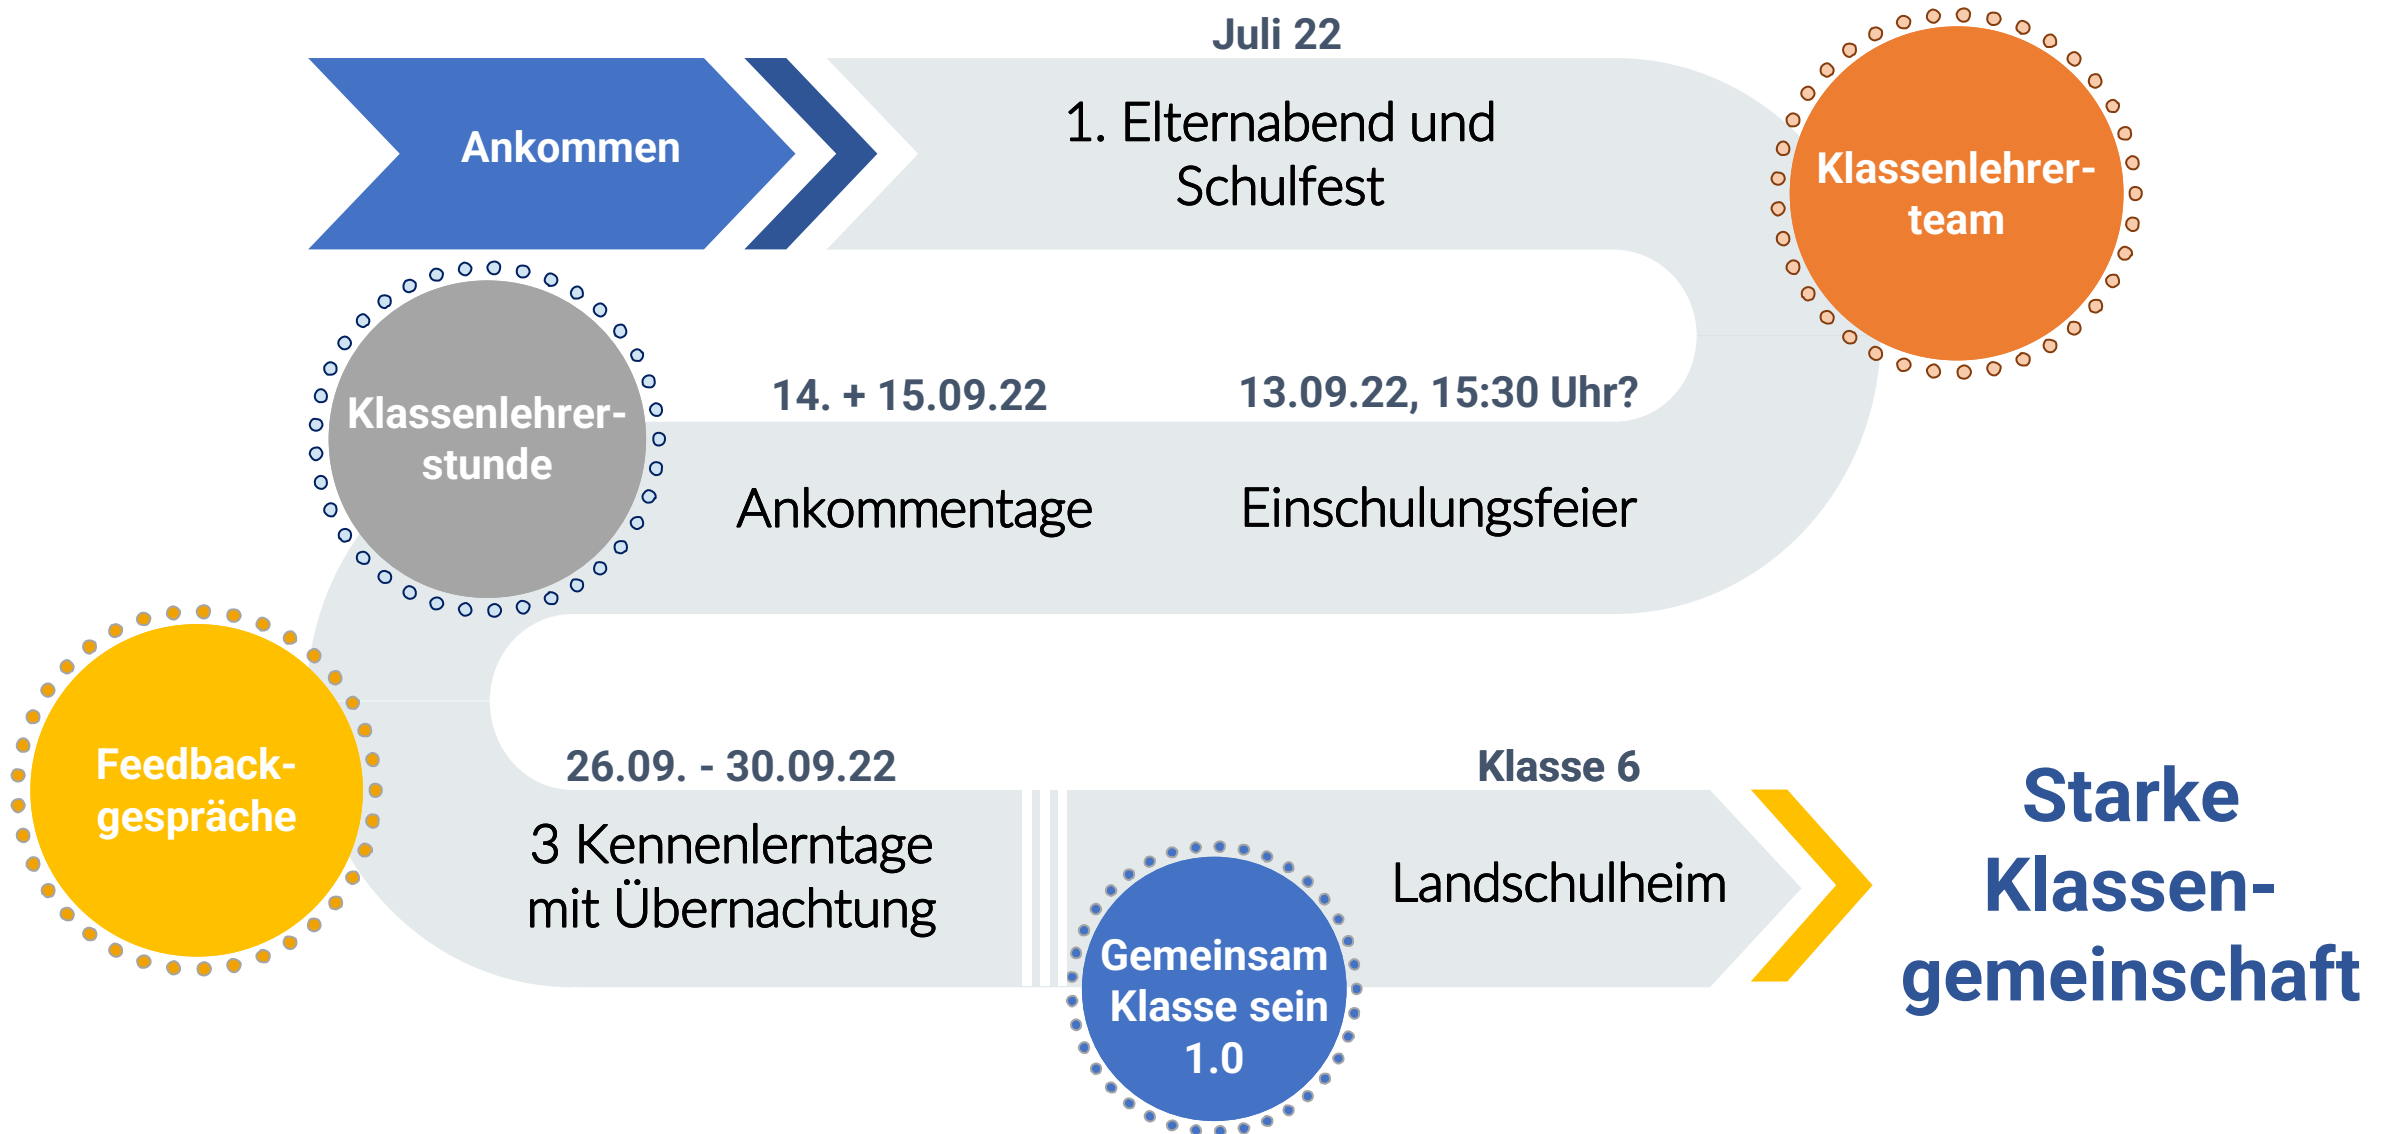 Juli 22
Ankommen
1. Elternabend und
Schulfest
Klassenlehrer-
team
13.09.22, 15:30 Uhr?
Einschulungsfeier
14. + 15.09.22
Ankommentage
Klassenlehrer-
stunde
Feedback-
gespräche
26.09. - 30.09.22
3 Kennenlerntage
mit Übernachtung
Gemeinsam
Klasse sein
1.0
Klasse 6
Landschulheim
Starke
Klassen-
gemeinschaft